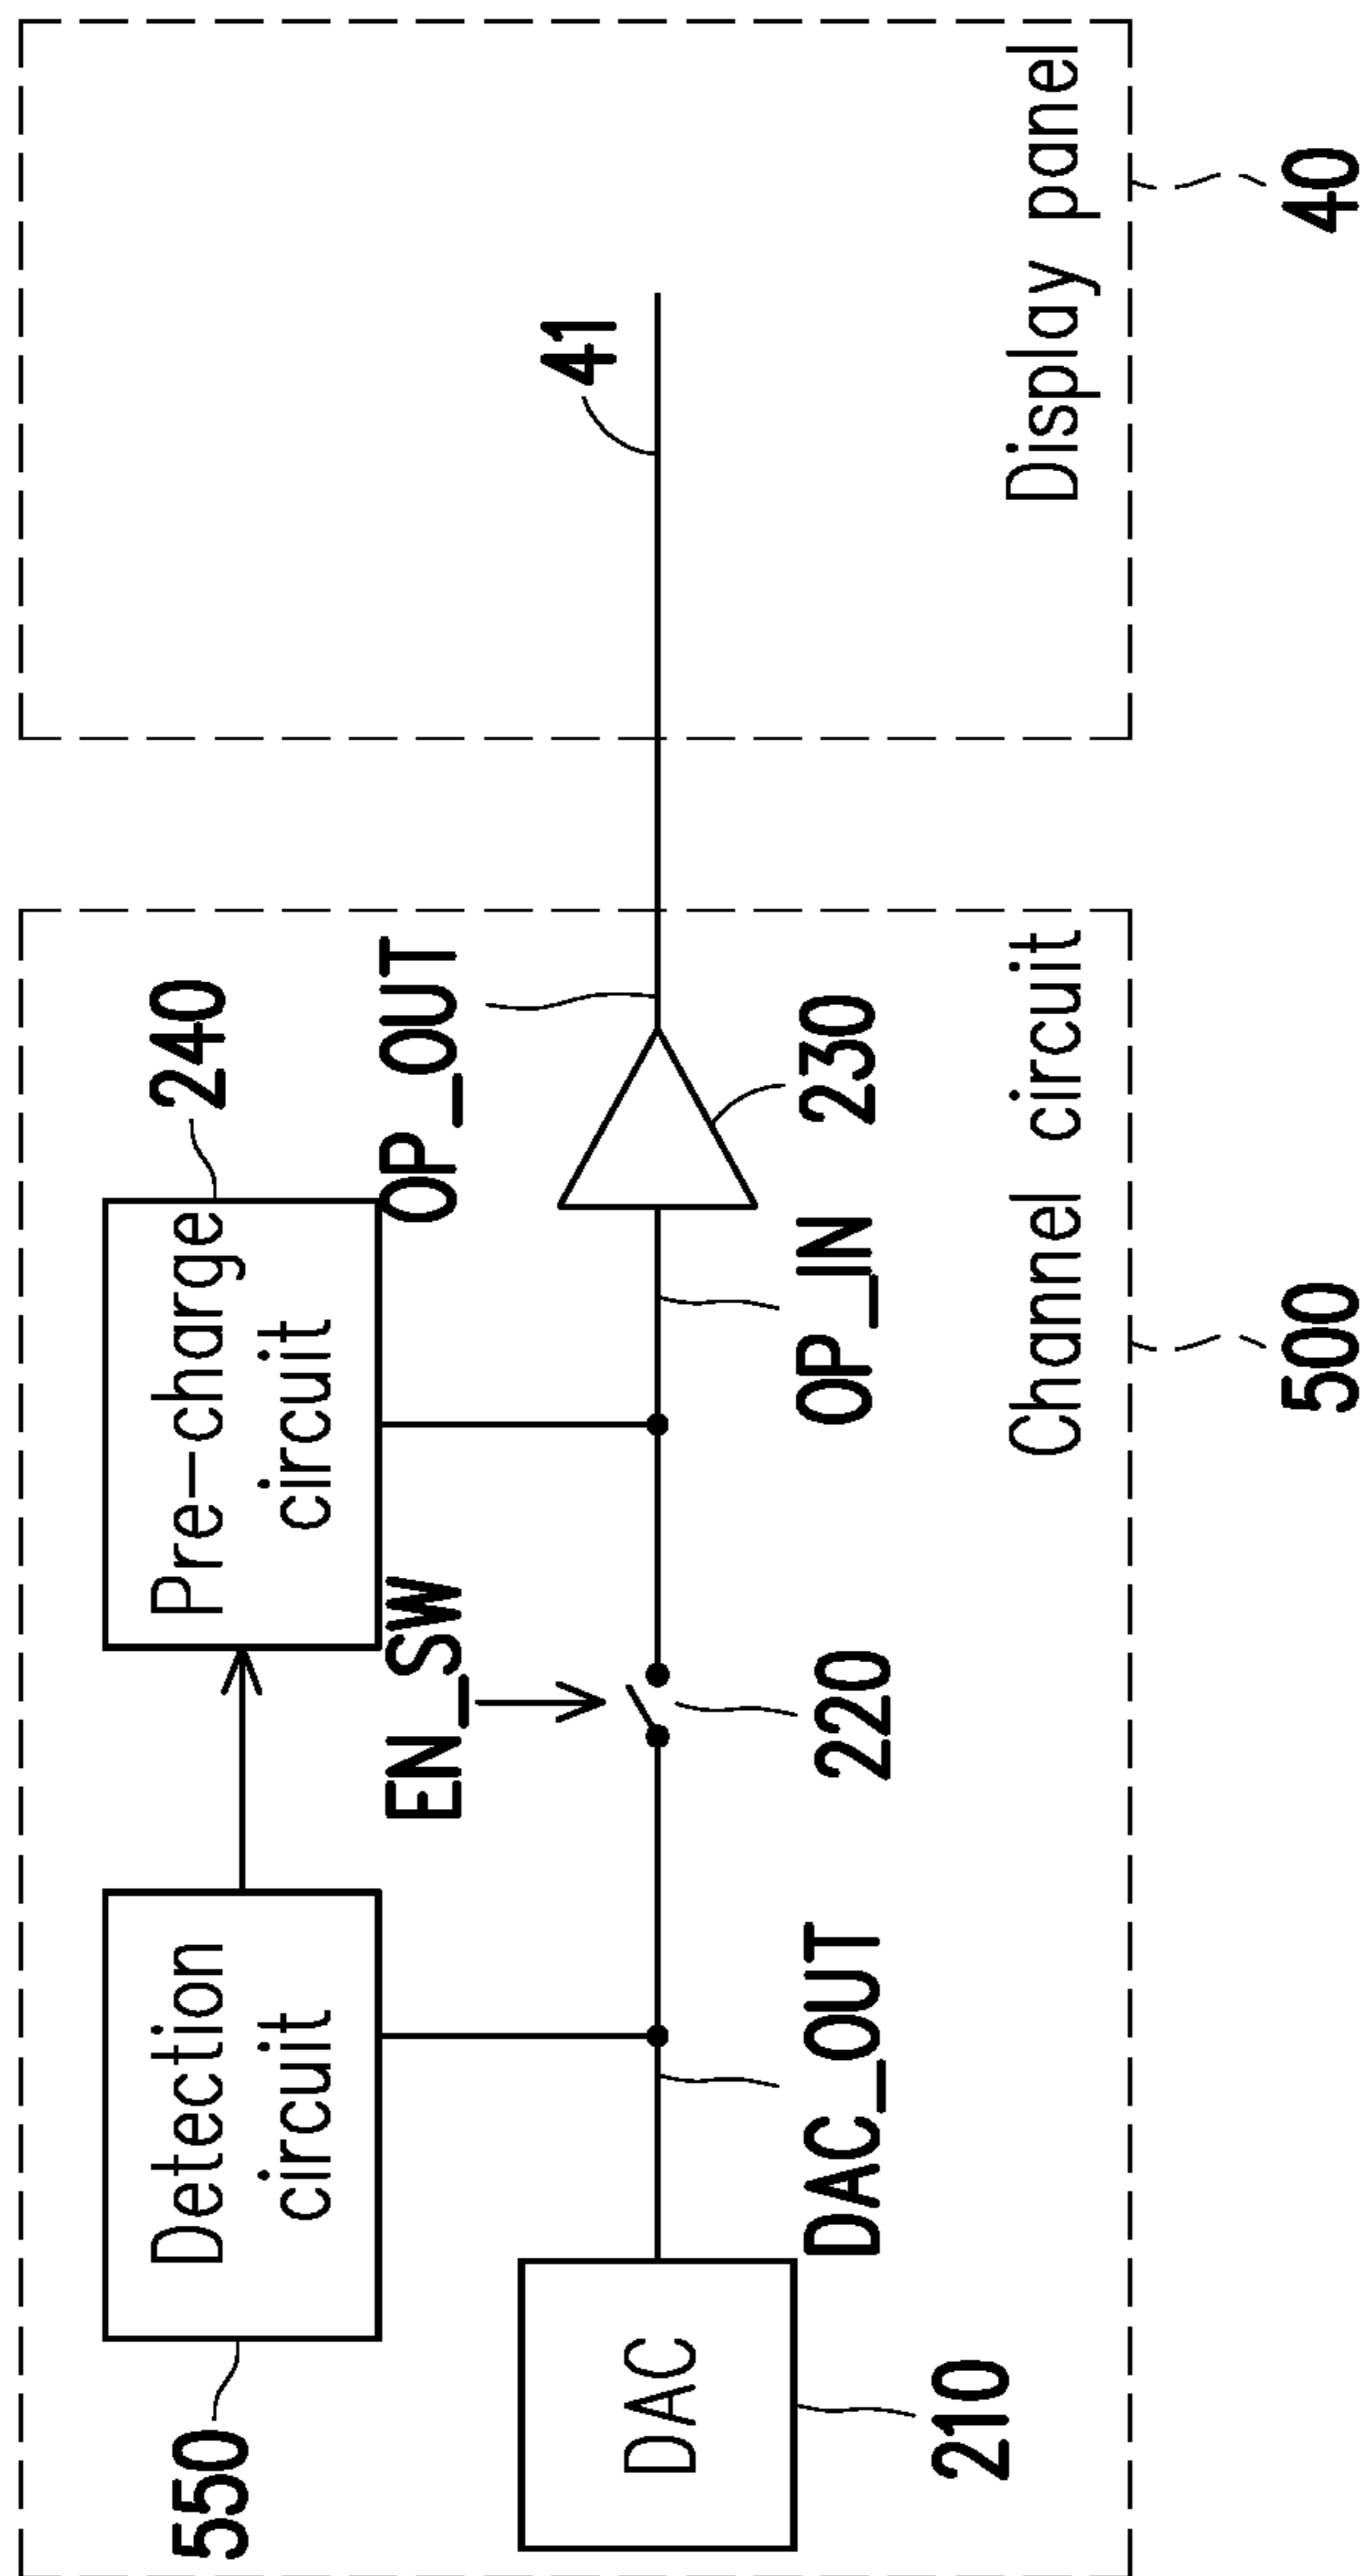 550
Detection
circuit
Pre-charge
circuit
240
EN_SW
OP_OUT
41
DAC
210
DAC_OUT
220
OP_IN
230
Channel circuit
500
Display panel
40